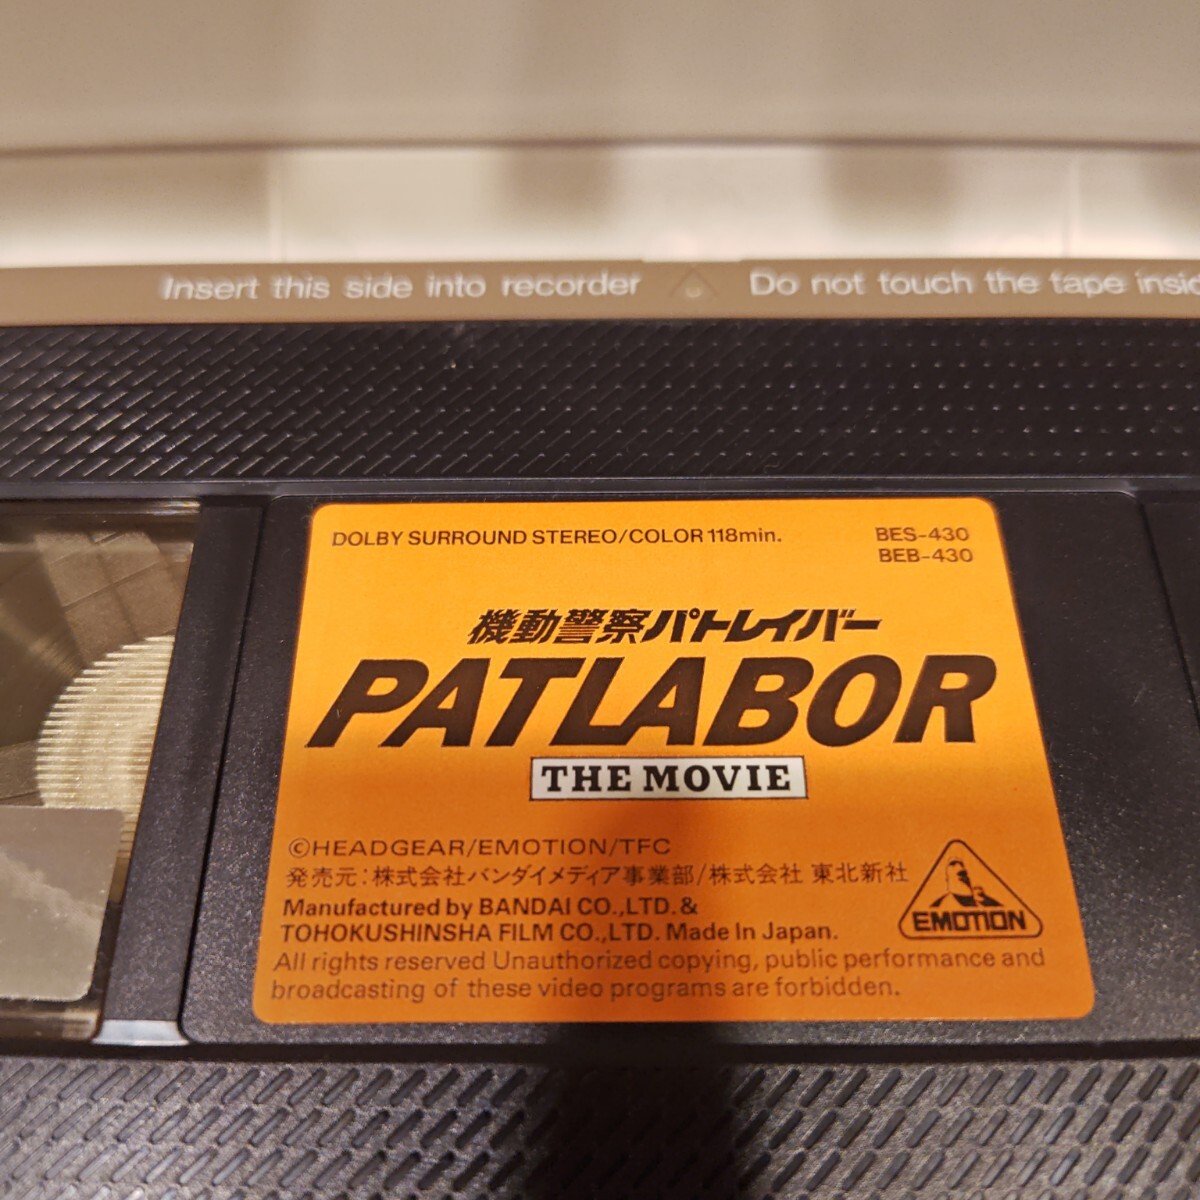 Insert this side into recorder
Do not touch the tape insid
DOLBY SURROUND STEREO/COLOR 118min.
BES-430
BEB-430
機動警察パトレイバー
PATLABOR
THE MOVIE
©HEADGEAR/EMOTION/TFC
発売元:株式会社バンダイメディア事業部/株式会社 東北新社
EMOTION
Manufactured by BANDAI CO.,LTD. &
TOHOKUSHINSHA FILM CO.,LTD. Made In Japan.
All rights reserved Unauthorized copying, public performance and
broadcasting of these video programs are forbidden.